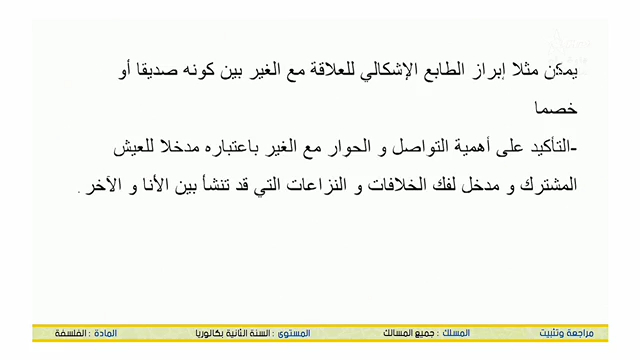 يمكن مثلا إبراز الطابع الإشكالي للعلاقة مع الغير بين كونه صديقا أو
خصما
-التأكيد على أهمية التواصل و الحوار مع الغير باعتباره مدخلا للعيش
المشترك و مدخل لفك الخلافات و النزاعات التي قد تنشأ بين الأنا و الآخر .
مراجعة وتثبيت المسلك : جميع المسالك المستوى : السنة الثانية بكالوريا المادة : الفلسفة